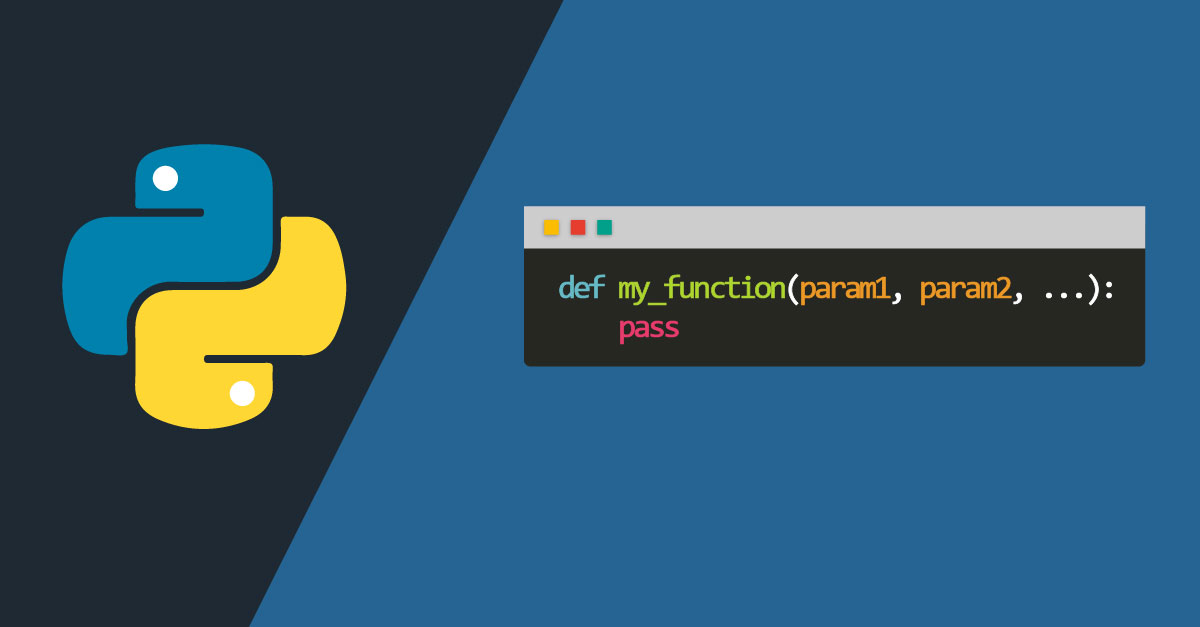 def my_function(param1, param2, ...):
pass